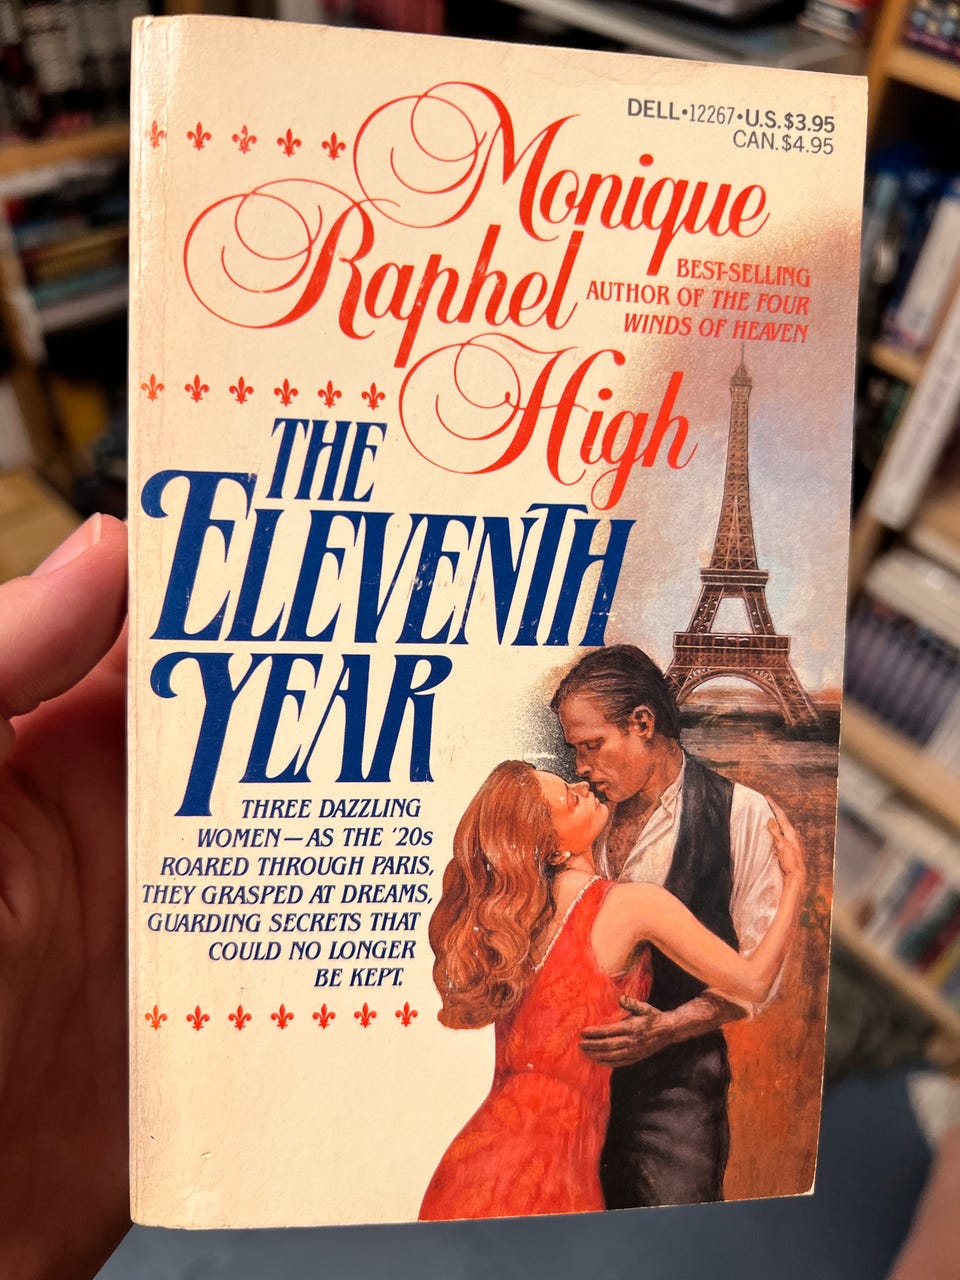 DELL•12267•U.S.$3.95
CAN.$4.95
Monique
Raphel
High
BEST-SELLING
AUTHOR OF THE FOUR
WINDS OF HEAVEN
THE
ELEVENTH
YEAR
THREE DAZZLING
WOMEN—AS THE '20s
ROARED THROUGH PARIS,
THEY GRASPED AT DREAMS,
GUARDING SECRETS THAT
COULD NO LONGER
BE KEPT.